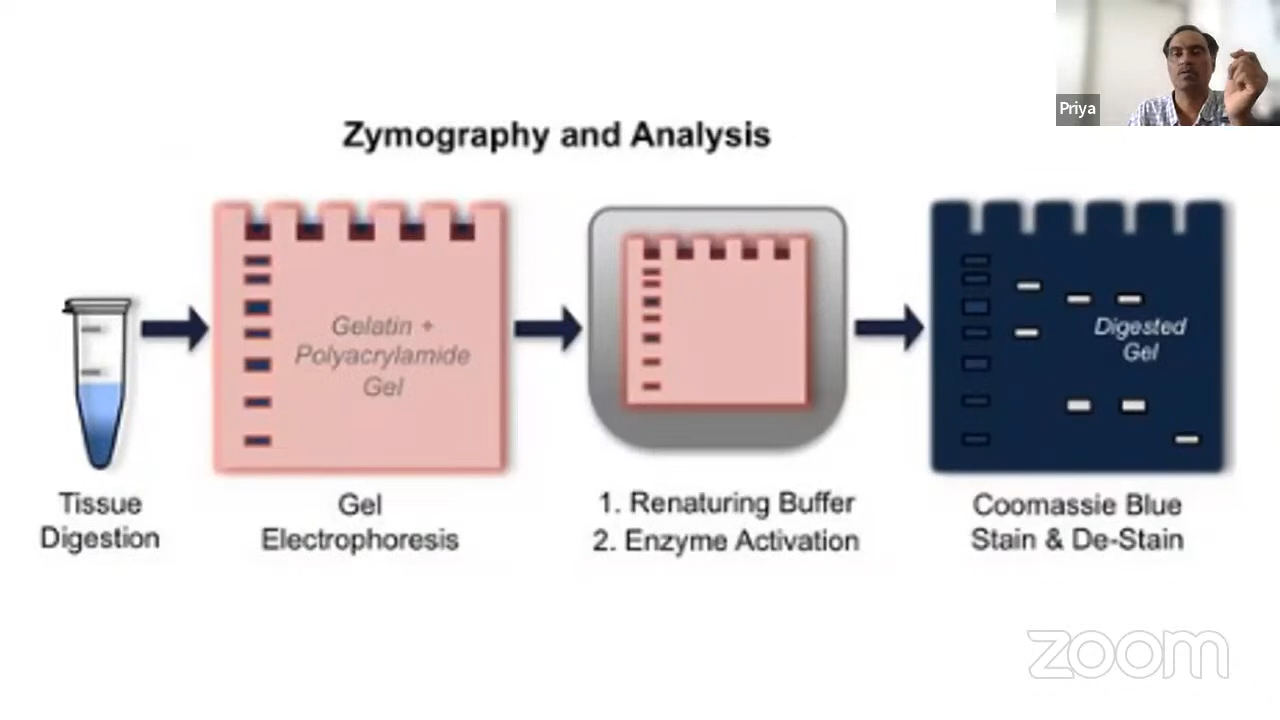 Priya
Zymography and Analysis
Gelatin +
Polyacrylamide
Gel
Digested
Gel
Tissue
Digestion
Gel
Electrophoresis
1. Renaturing Buffer
2. Enzyme Activation
Coomassie Blue
Stain & De-Stain
zoom